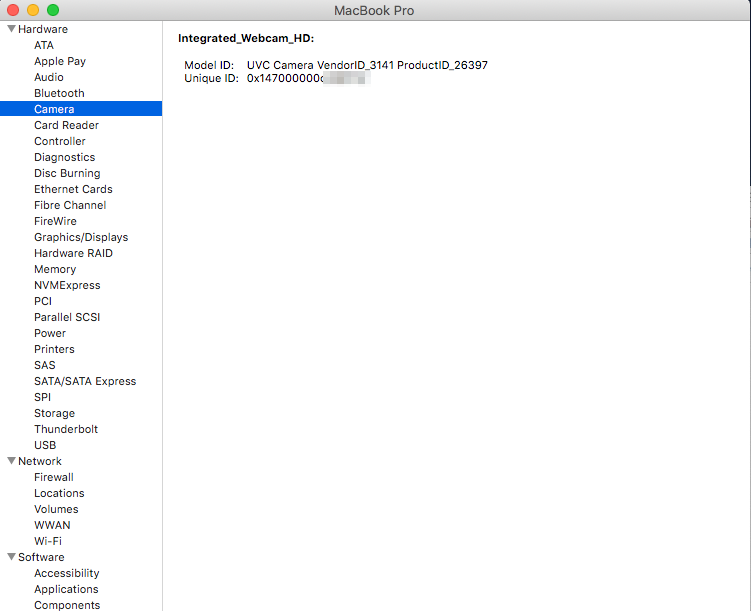 MacBook Pro
Hardware
ATA
Apple Pay
Audio
Bluetooth
Camera
Card Reader
Controller
Diagnostics
Disc Burning
Ethernet Cards
Fibre Channel
FireWire
Graphics/Displays
Hardware RAID
Memory
NVMExpress
PCI
Parallel SCSI
Power
Printers
SAS
SATA/SATA Express
SPI
Storage
Thunderbolt
USB
Network
Firewall
Locations
Volumes
WWAN
Wi-Fi
Software
Accessibility
Applications
Components
Integrated_Webcam_HD:
Model ID: UVC Camera VendorID_3141 ProductID_26397
Unique ID: 0x147000000